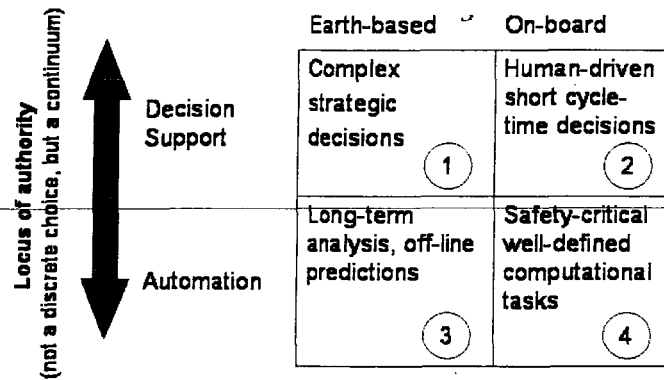 Earth-based On-board
Locus of authority
(not a discrete choice, but a continuum)
Decision
Support
Complex
strategic
decisions
1
Human-driven
short cycle-
time decisions
2
Automation
Long-term
analysis, off-line
predictions
3
Safety-critical
well-defined
computational
tasks
4